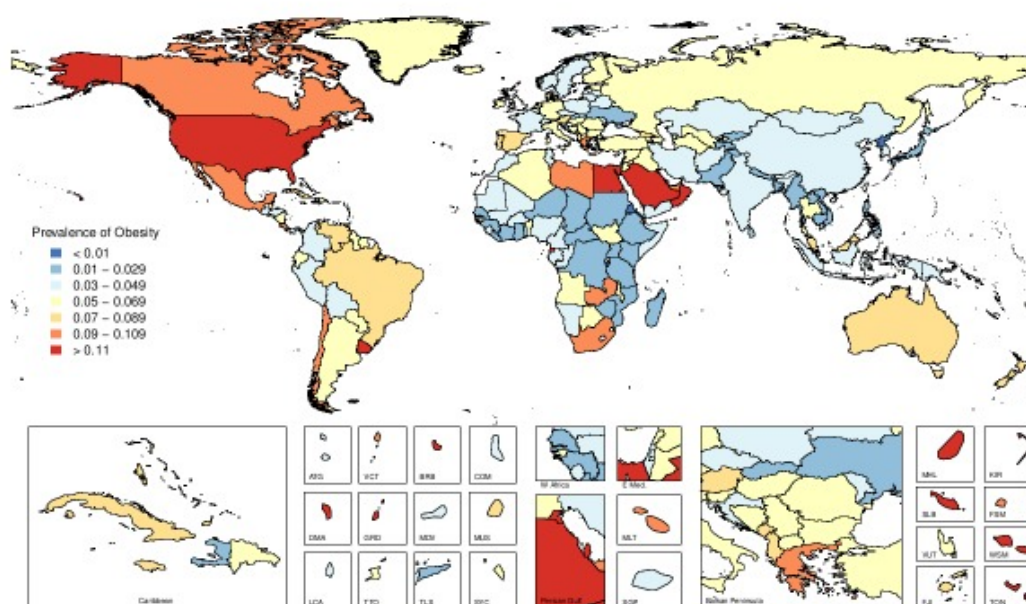 Prevalence of Obesity
< 0.01
0.01 – 0.029
0.03 – 0.049
0.05 – 0.069
0.07 – 0.089
0.09 – 0.109
> 0.11
ATG
VCT
BRB
COM
W Africa
E Med.
MHL
KIR
DMA
GRD
MDV
MUS
MLT
SLB
FSM
VUT
WSM
LCA
TTO
TLS
SYC
Persian Gulf
SGP
Balkan Peninsula
FJI
TON
Caribbean